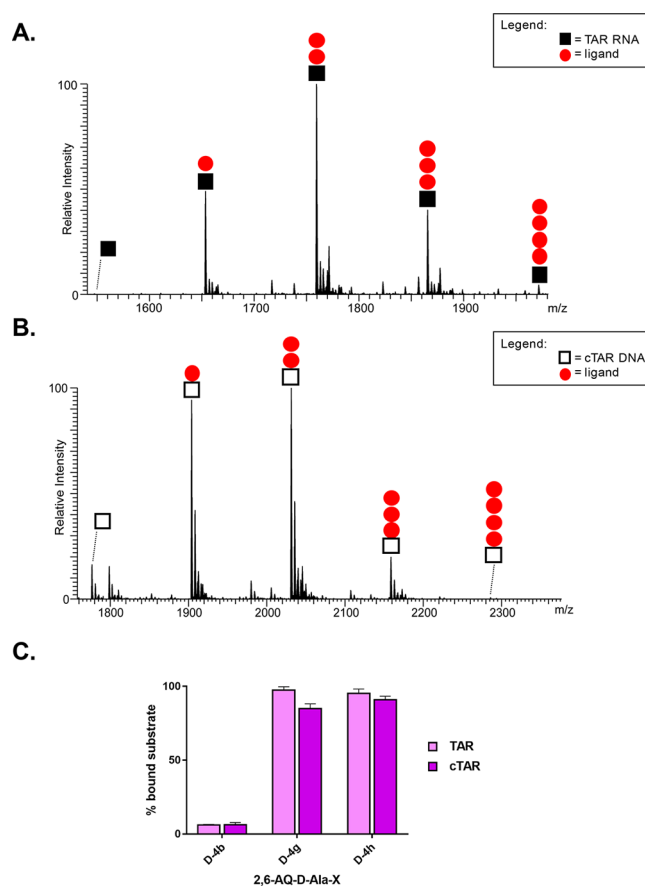 A.
Legend:
= TAR RNA
= ligand
100
Relative Intensity
0
1600
1700
1800
1900
m/z
B.
Legend:
= cTAR DNA
= ligand
100
Relative Intensity
0
1800
1900
2000
2100
2200
2300
m/z
C.
100
50
0
% bound substrate
TAR
cTAR
D-4b
D-4g
D-4h
2,6-AQ-D-Ala-X